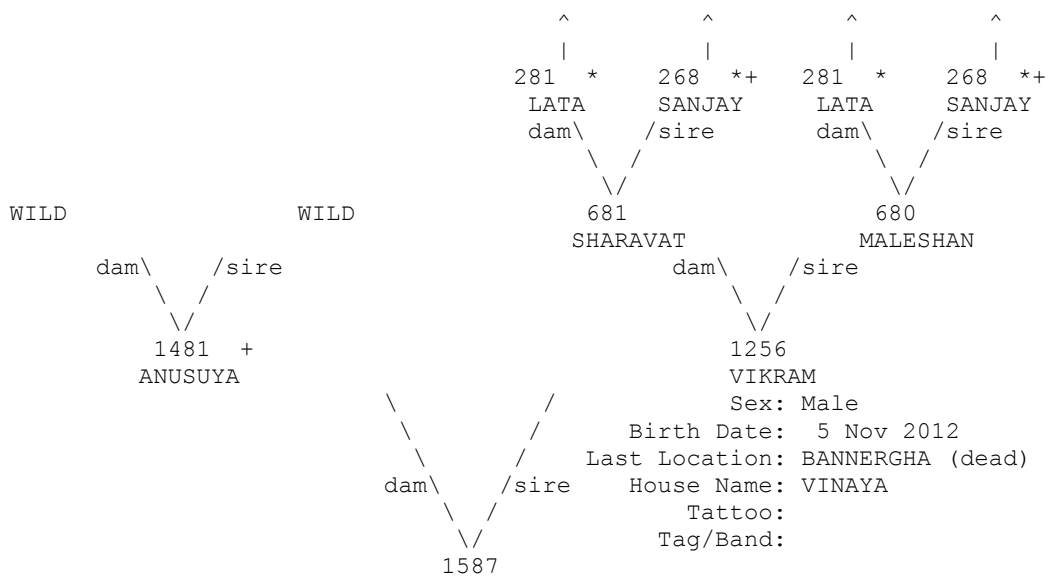 ^ ^ ^ ^
| | | |
281 * 268 *+ 281 * 268 *+
LATA SANJAY LATA SANJAY
dam\ /sire dam\ /sire
\ / \ /
\/ \/
WILD WILD 681 680
SHARAVAT MALESHAN
dam\ /sire dam\ /sire
\ / \ /
\/ \/
1481 + 1256
ANUSUYA VIKRAM
\ / Sex: Male
\ / Birth Date: 5 Nov 2012
\ / Last Location: BANNERGHA (dead)
dam\ /sire House Name: VINAYA
\ / Tattoo:
\/ Tag/Band:
1587